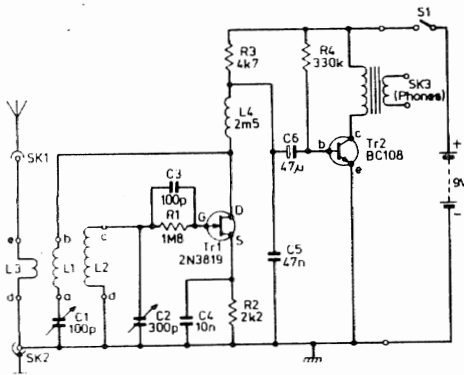 S1
R3
4k7
R4
330k
SK3
(Phones)
L4
2m5
C6
47µ
b
c
e
Tr2
BC108
+
9V
-
SK1
C3
100p
R1
1M8
G
D
S
Tr1
2N3819
e
b
c
L3
L1
L2
d
a
d
C1
100p
C2
300p
C4
10n
R2
2k2
C5
47n
SK2